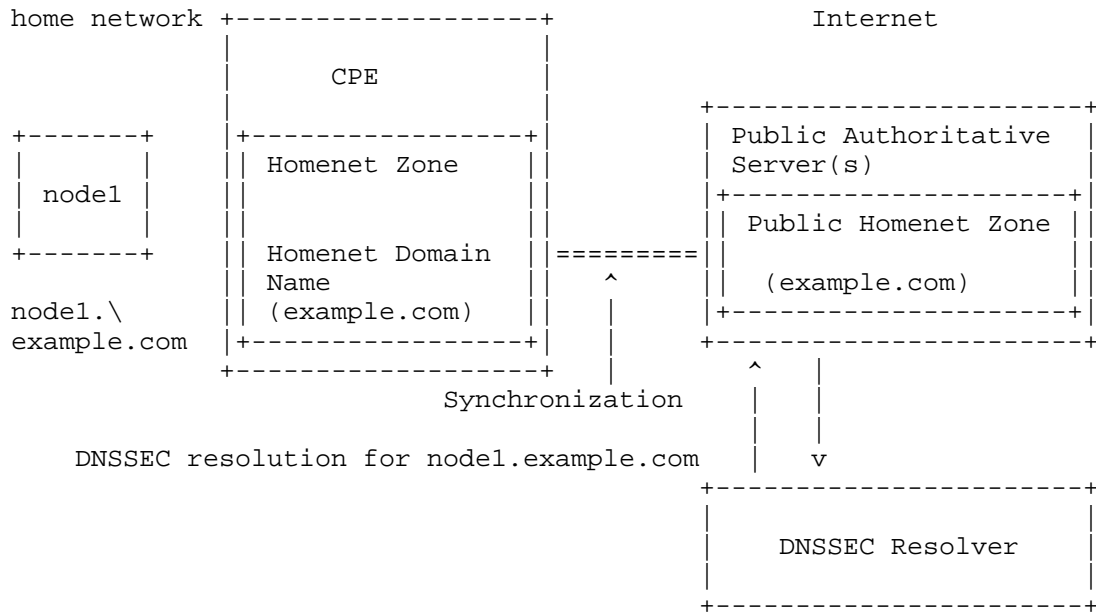 home network
Internet
CPE
Public Authoritative
Server(s)
Homenet Zone
node1
Public Homenet Zone
Homenet Domain
Name
(example.com)
(example.com)
node1.\
example.com
Synchronization
DNSSEC resolution for node1.example.com
DNSSEC Resolver